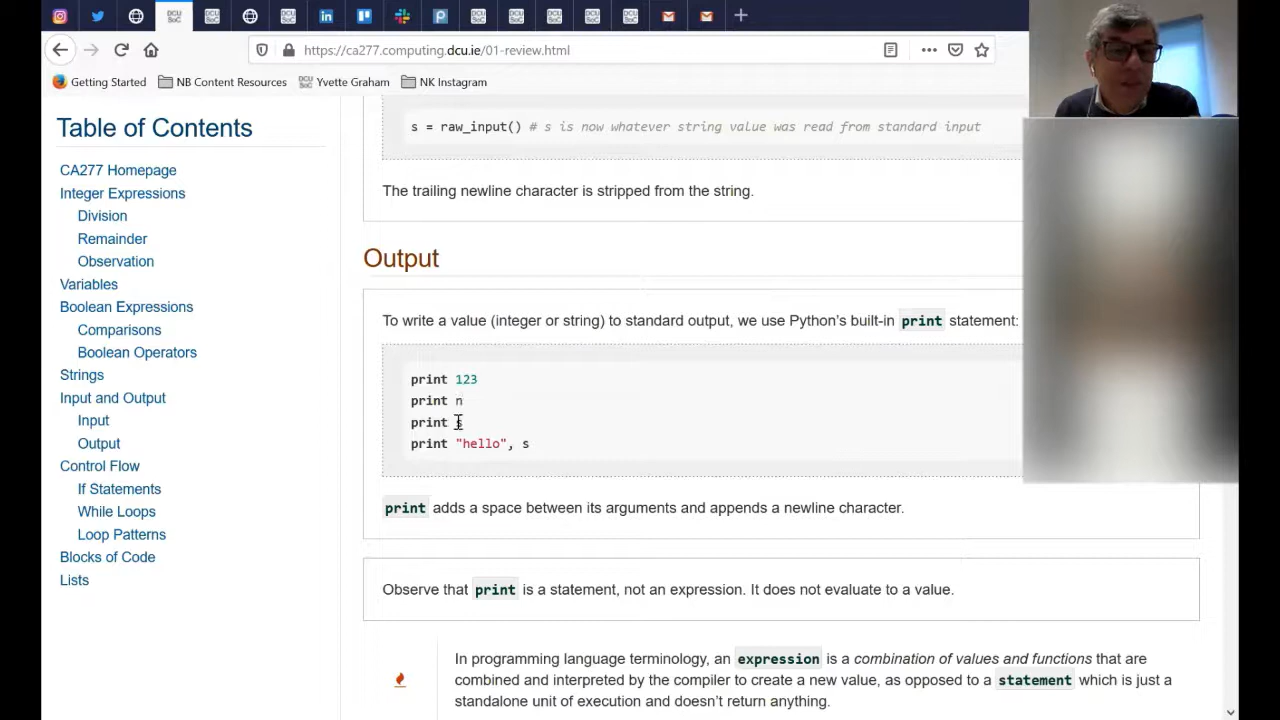 https://ca277.computing.dcu.ie/01-review.html
Getting Started NB Content Resources DCU SoC Yvette Graham NK Instagram
Table of Contents
CA277 Homepage
Integer Expressions
Division
Remainder
Observation
Variables
Boolean Expressions
Comparisons
Boolean Operators
Strings
Input and Output
Input
Output
Control Flow
If Statements
While Loops
Loop Patterns
Blocks of Code
Lists
s = raw_input() # s is now whatever string value was read from standard input
The trailing newline character is stripped from the string.
Output
To write a value (integer or string) to standard output, we use Python’s built-in print statement:
print 123
print n
print s
print "hello", s
print adds a space between its arguments and appends a newline character.
Observe that print is a statement, not an expression. It does not evaluate to a value.
In programming language terminology, an expression is a combination of values and functions that are
combined and interpreted by the compiler to create a new value, as opposed to a statement which is just a
standalone unit of execution and doesn’t return anything.